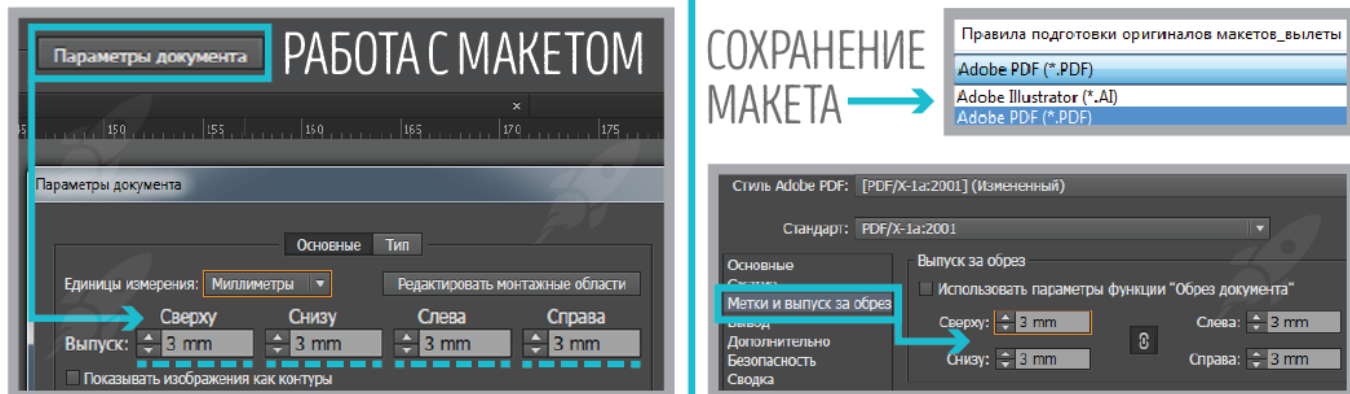 Параметры документа
РАБОТА С МАКЕТОМ
×
150 155 160 165 170 175
Параметры документа
Основные Тип
Единицы измерения: Миллиметры Редактировать монтажные области
Сверху Снизу Слева Справа
Выпуск: 3 mm 3 mm 3 mm 3 mm
Показывать изображения как контуры
СОХРАНЕНИЕ
МАКЕТА
Правила подготовки оригиналов макетов_вылеты
Adobe PDF (*.PDF)
Adobe Illustrator (*.AI)
Adobe PDF (*.PDF)
Стиль Adobe PDF: [PDF/X-1a:2001] (Измененный)
Стандарт: PDF/X-1a:2001
Основные
Метки и выпуск за обрез
Вывод
Дополнительно
Безопасность
Сводка
Выпуск за обрез
Использовать параметры функции "Обрез документа"
Сверху: 3 mm Слева: 3 mm
Снизу: 3 mm Справа: 3 mm